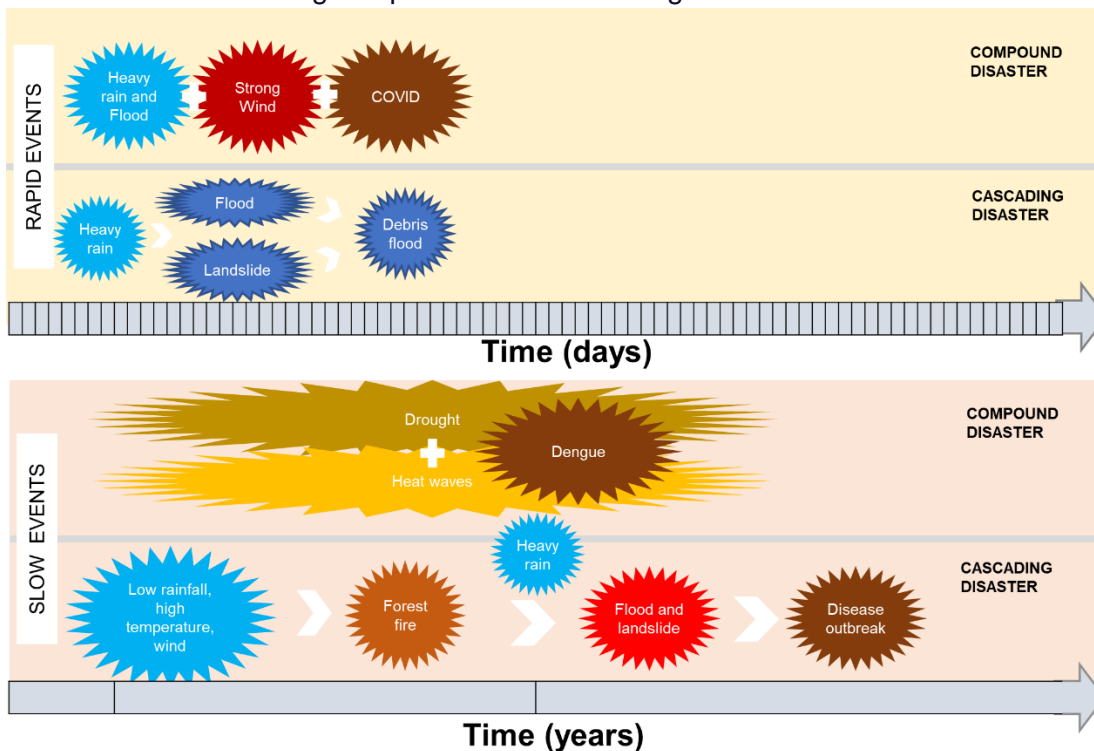 RAPID EVENTS
Heavy
rain and
Flood
Strong
Wind
COVID
COMPOUND
DISASTER
Heavy
rain
Flood
Landslide
Debris
flood
CASCADING
DISASTER
Time (days)
SLOW EVENTS
Drought
Heat waves
Dengue
COMPOUND
DISASTER
Low rainfall,
high
temperature,
wind
Forest
fire
Heavy
rain
Flood and
landslide
Disease
outbreak
CASCADING
DISASTER
Time (years)